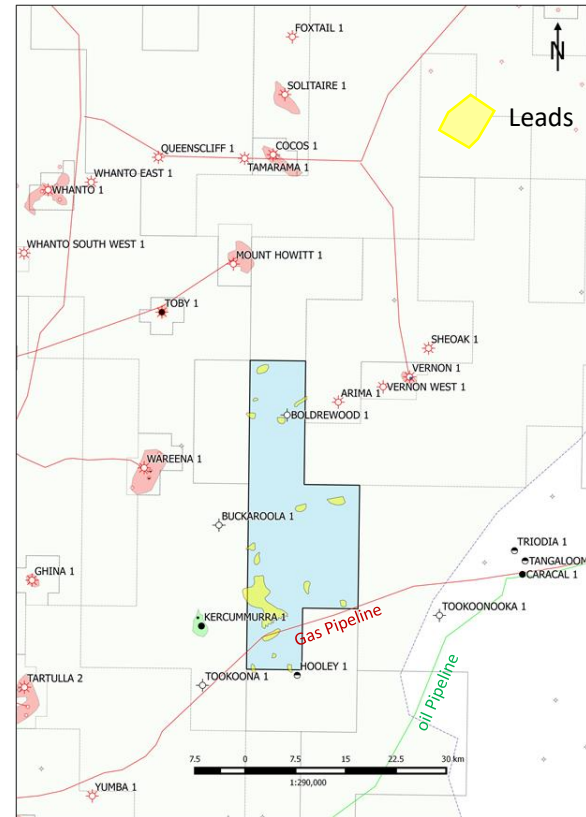 FOXTAIL 1
N
SOLITAIRE 1
Leads
QUEENSCLIFF 1
COCOS 1
TAMARAMA 1
WHANTO EAST 1
WHANTO 1
WHANTO SOUTH WEST 1
MOUNT HOWITT 1
TOBY 1
SHEOAK 1
VERNON 1
VERNON WEST 1
ARIMA 1
BOLDREWOOD 1
WAREENA 1
BUCKAROOLA 1
TRIODIA 1
TANGALOOM
CARACAL 1
GHINA 1
KERCUMMURRA 1
Gas Pipeline
TOOKOONOOKA 1
HOOLEY 1
TOOKOONA 1
TARTULLA 2
oil Pipeline
7.5 0 7.5 15 22.5 30 km
1:290,000
YUMBA 1